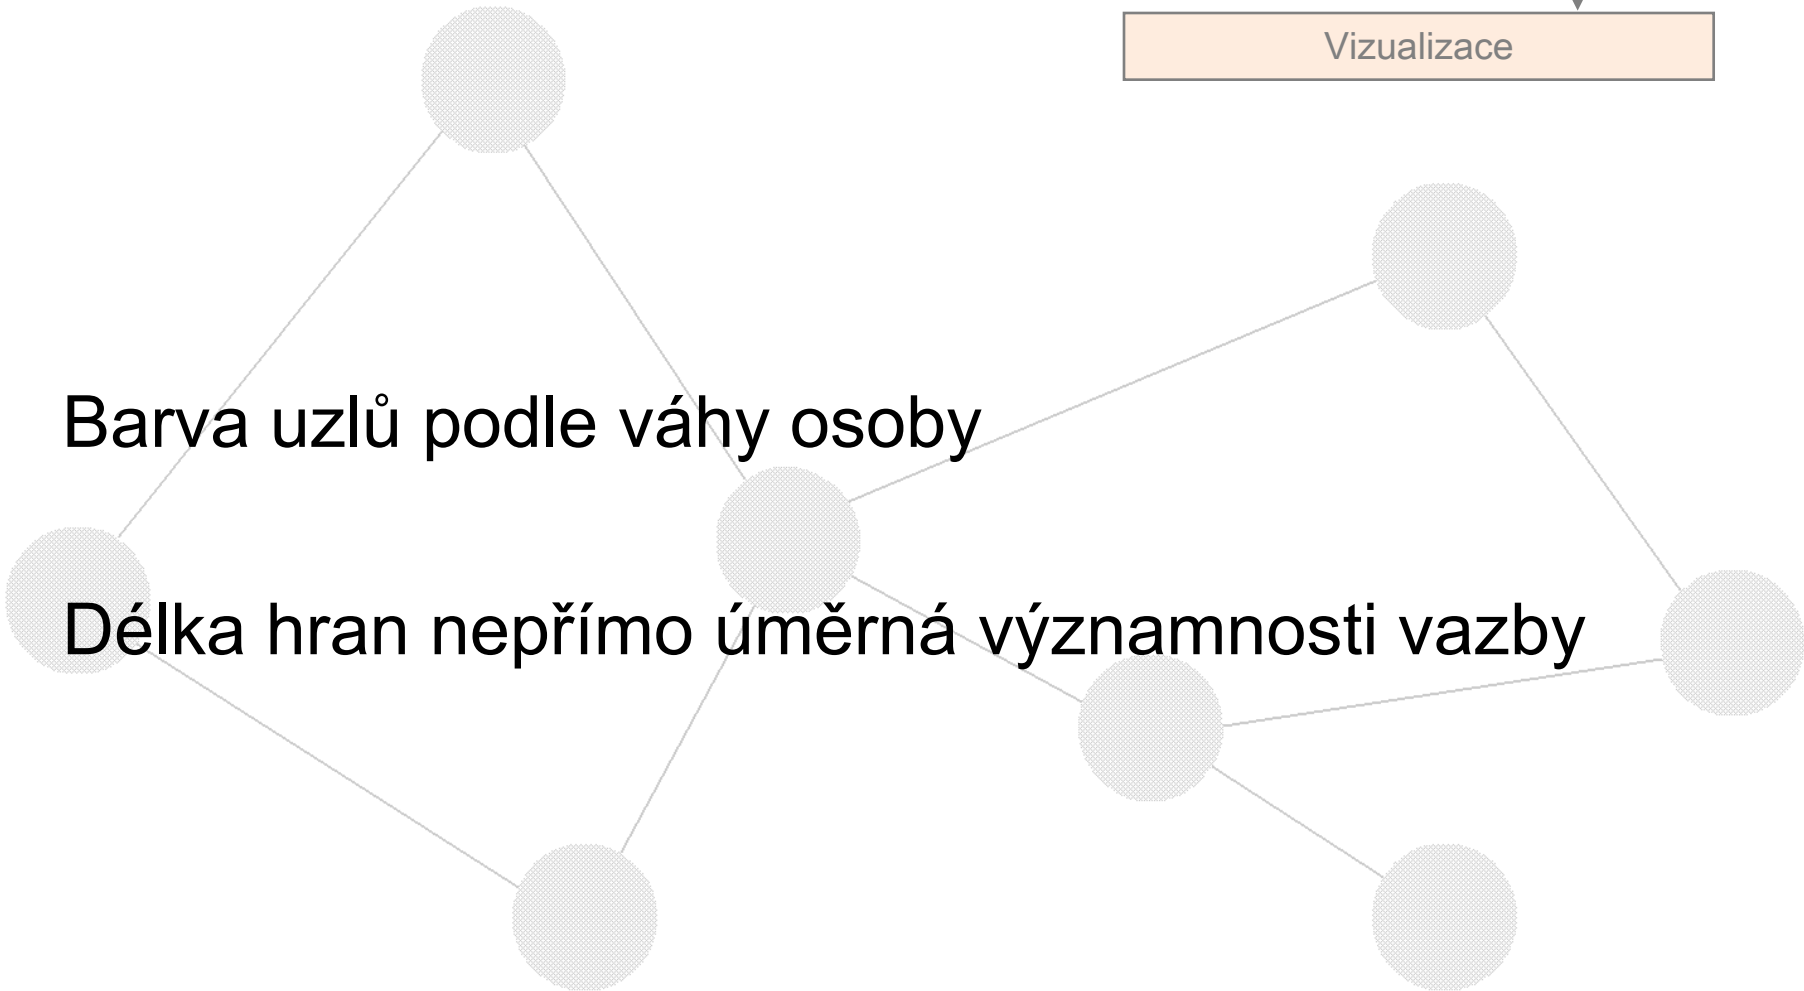 Vizualizace
Barva uzlů podle váhy osoby
Délka hran nepřímo úměrná významnosti vazby